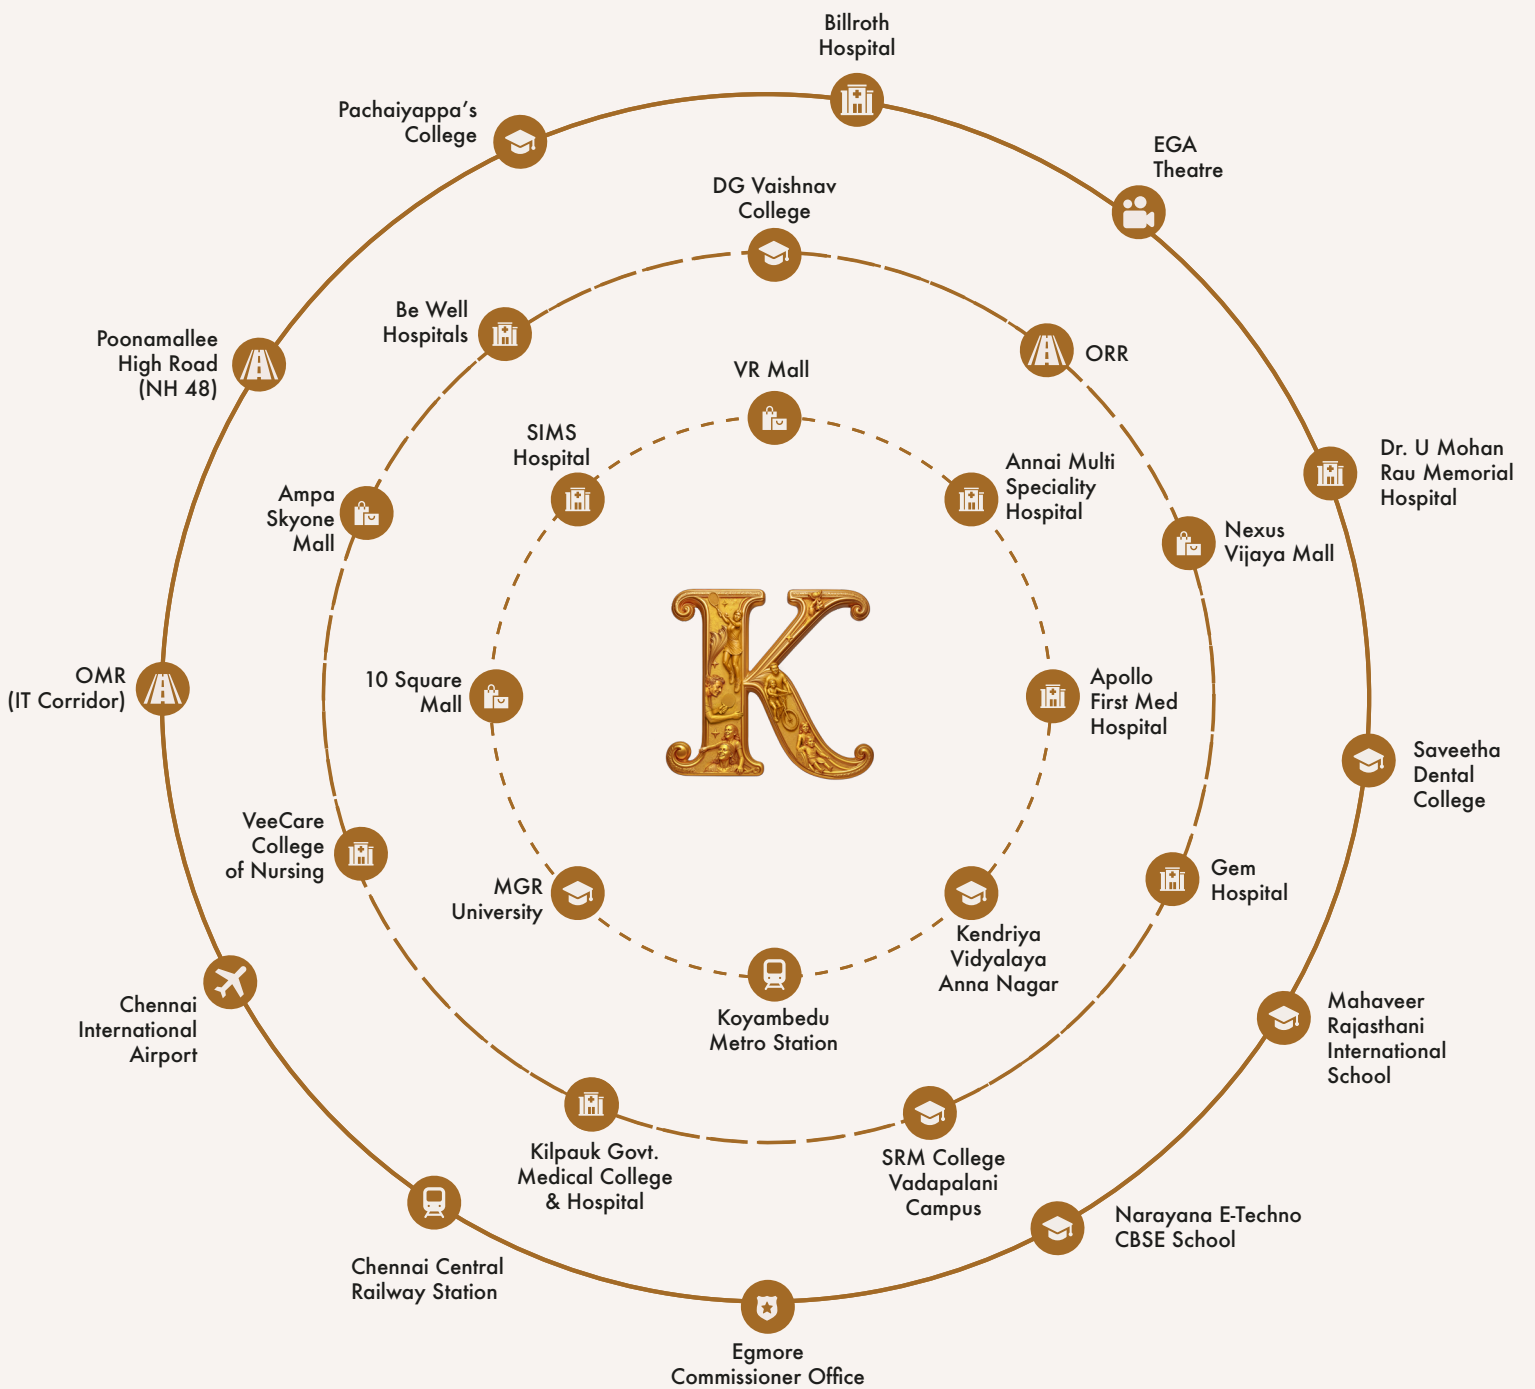 Billroth
Hospital
Pachaiyappa’s
College
EGA
Theatre
DG Vaishnav
College
Be Well
Hospitals
Poonamallee
High Road
(NH 48)
ORR
VR Mall
SIMS
Hospital
Annai Multi
Speciality
Hospital
Dr. U Mohan
Rau Memorial
Hospital
Ampa
Skyone
Mall
Nexus
Vijaya Mall
OMR
(IT Corridor)
10 Square
Mall
K
Apollo
First Med
Hospital
Saveetha
Dental
College
VeeCare
College
of Nursing
MGR
University
Gem
Hospital
Kendriya
Vidyalaya
Anna Nagar
Chennai
International
Airport
Koyambedu
Metro Station
Mahaveer
Rajasthani
International
School
Kilpauk Govt.
Medical College
& Hospital
SRM College
Vadapalani
Campus
Narayana E-Techno
CBSE School
Chennai Central
Railway Station
Egmore
Commissioner Office